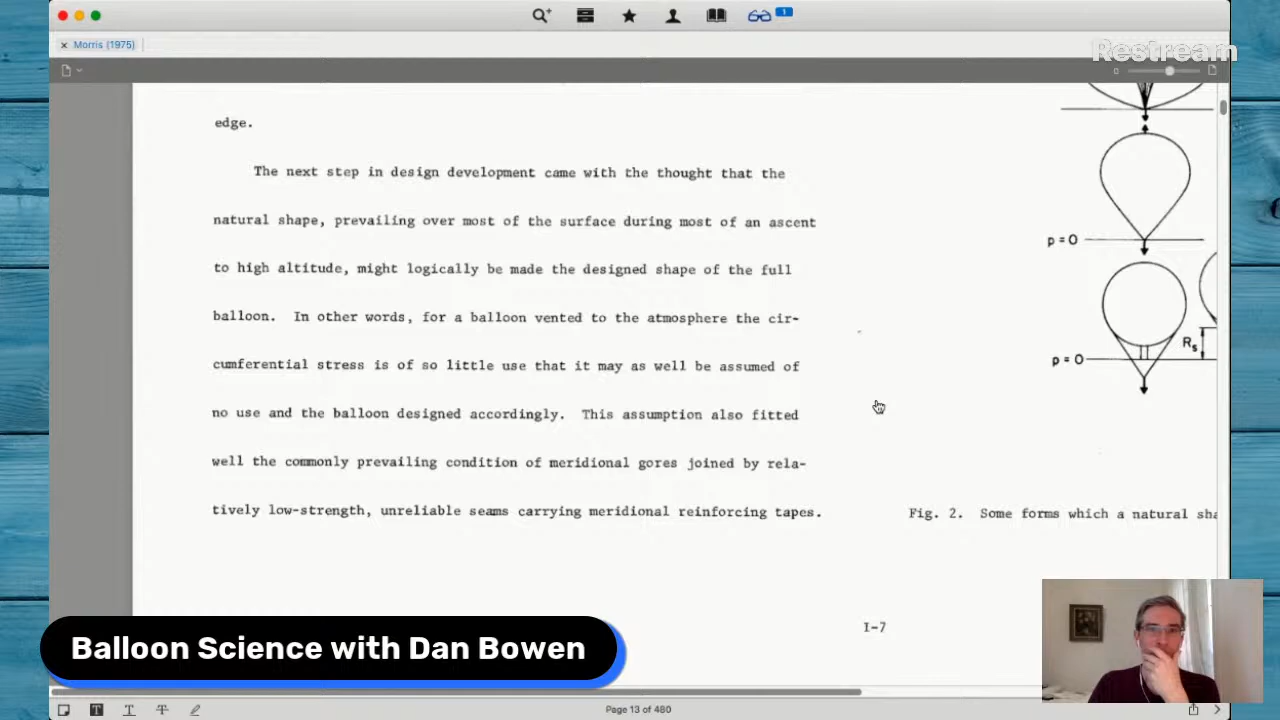 1
Morris (1975)
Restream
edge.
The next step in design development came with the thought that the
natural shape, prevailing over most of the surface during most of an ascent
to high altitude, might logically be made the designed shape of the full
balloon. In other words, for a balloon vented to the atmosphere the cir-
cumferential stress is of so little use that it may as well be assumed of
no use and the balloon designed accordingly. This assumption also fitted
well the commonly prevailing condition of meridional gores joined by rela-
tively low-strength, unreliable seams carrying meridional reinforcing tapes.
p = 0
p = 0
Rs
Fig. 2. Some forms which a natural sha
I-7
Balloon Science with Dan Bowen
Page 13 of 480